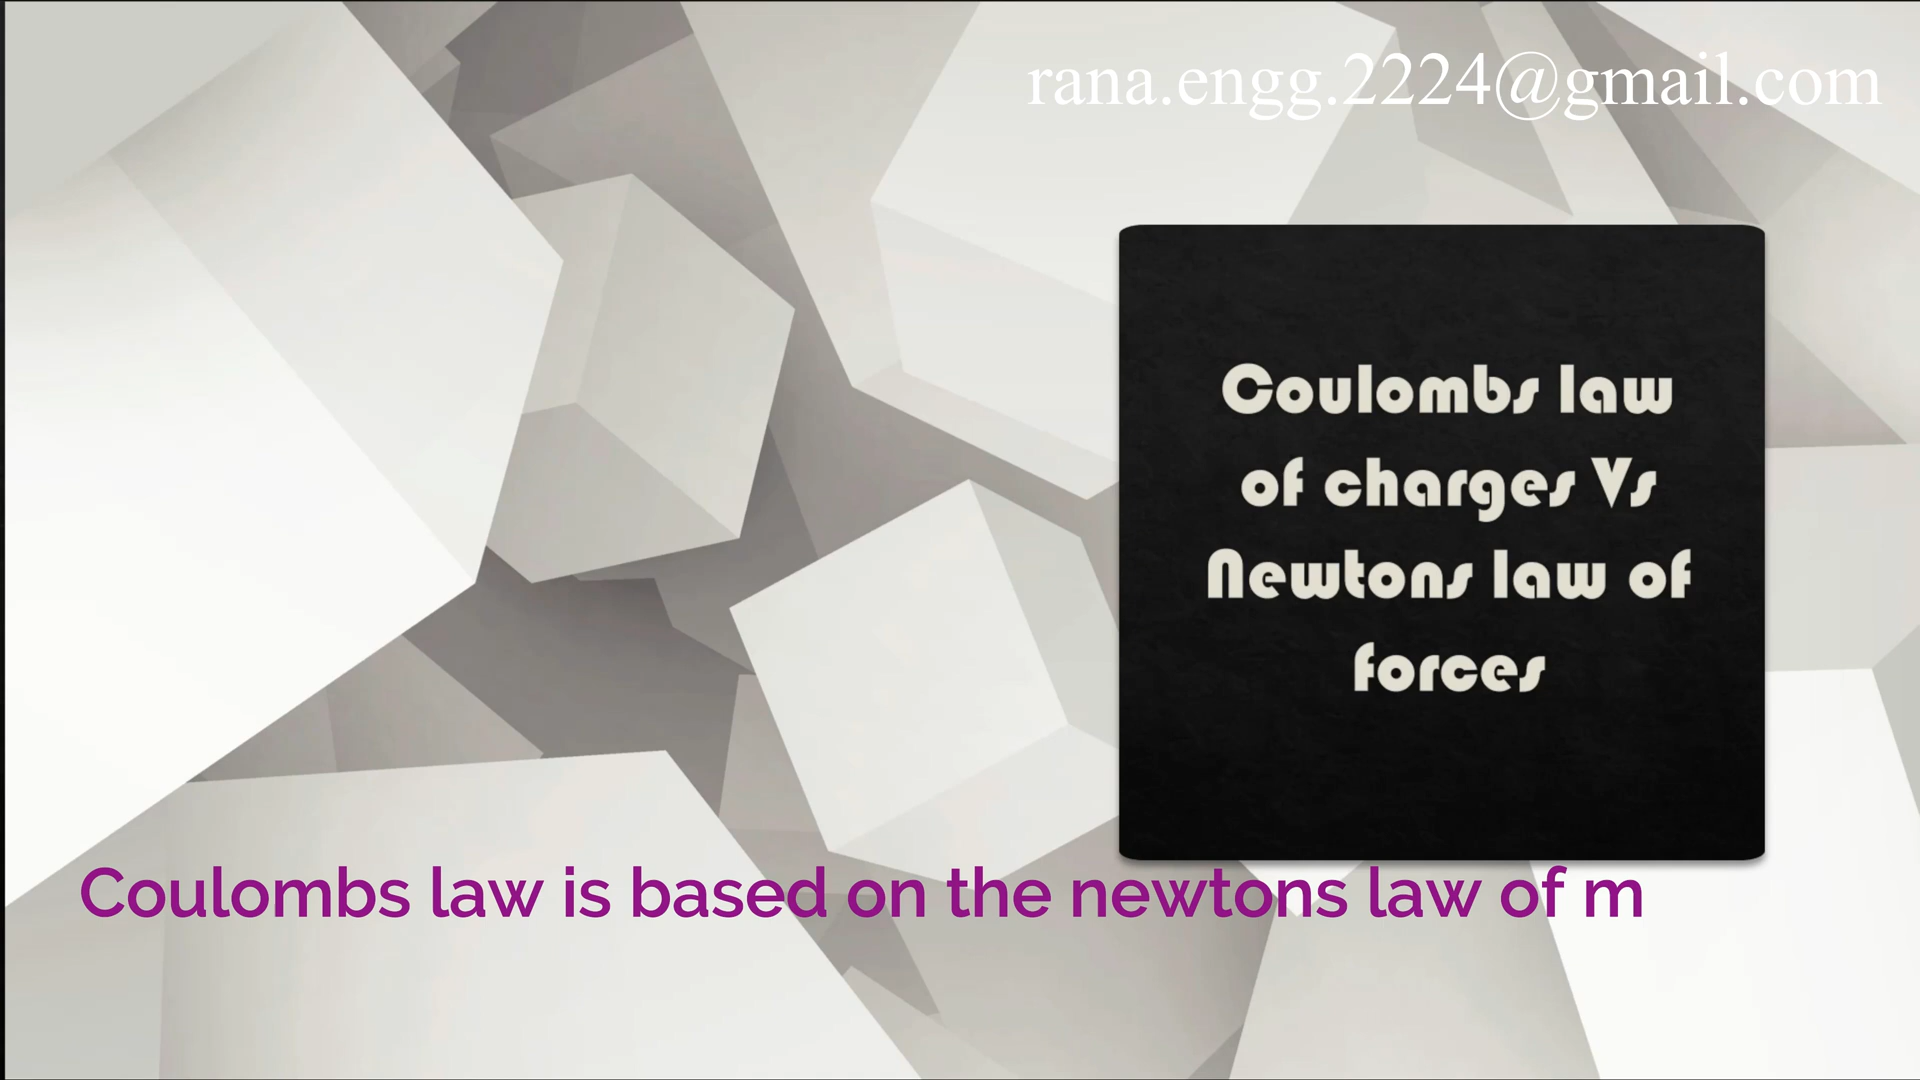 rana.engg.2224@gmail.com
Coulombs law
of charges Vs
Newtons law of
forces
Coulombs law is based on the newtons law of m